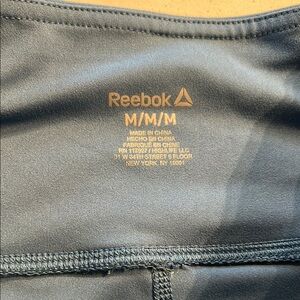 Reebok
M/M/M
MADE IN CHINA
HECHO EN CHINA
FABRIQUÉ EN CHINE
RN 112897 / HIGHLIFE LLC
31 W 34TH STREET 5 FLOOR
NEW YORK, NY 10001